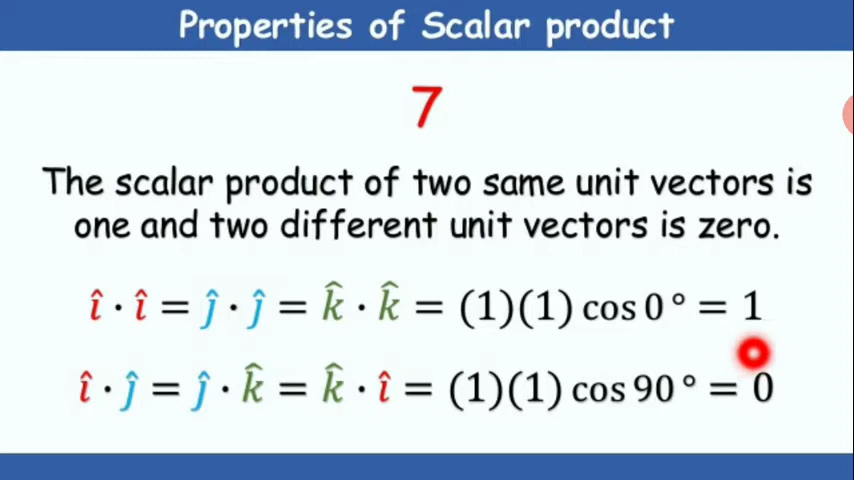 Properties of Scalar product
7
The scalar product of two same unit vectors is
one and two different unit vectors is zero.
î · î = ĵ · ĵ = k̂ · k̂ = (1)(1) cos 0° = 1
î · ĵ = ĵ · k̂ = k̂ · î = (1)(1) cos 90° = 0